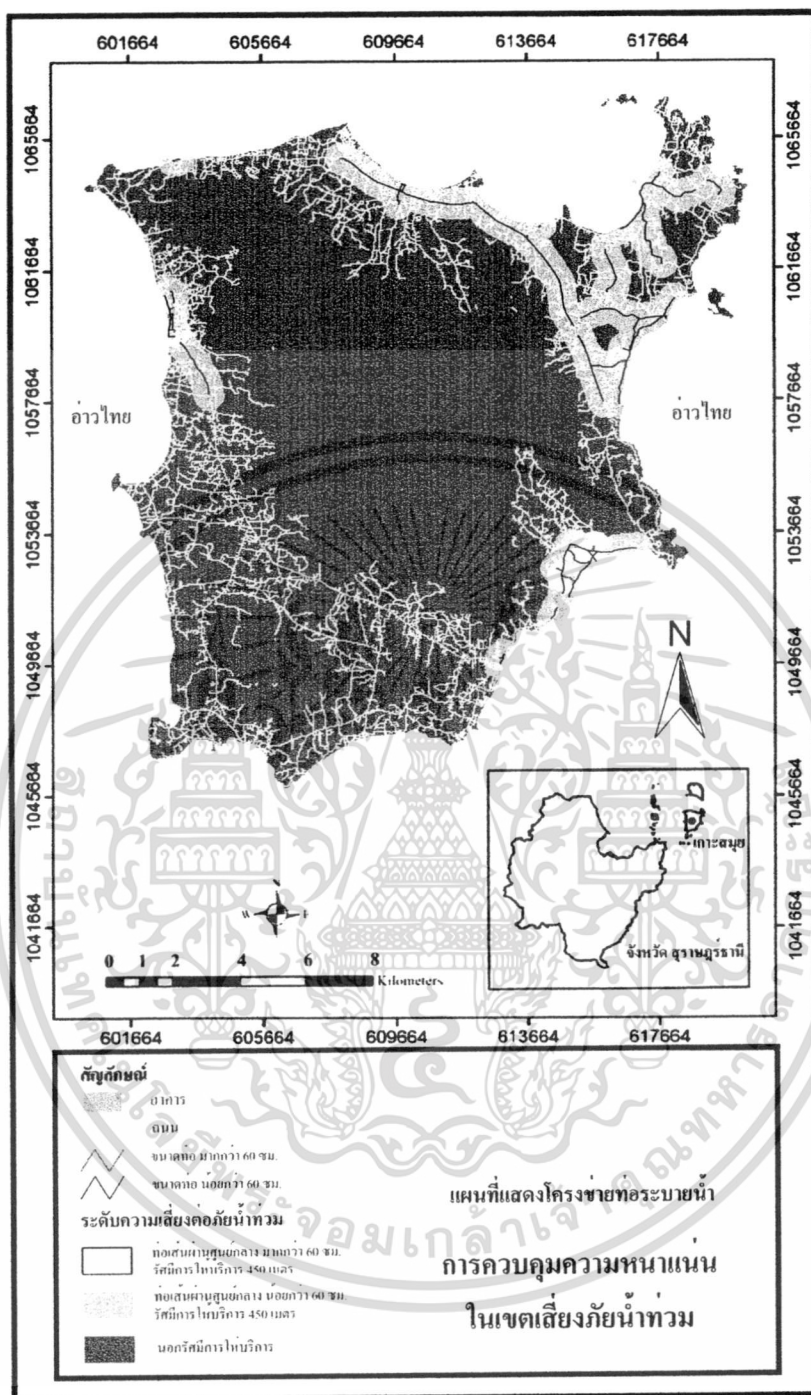 601664 605664 609664 613664 617664
1065664
1065664
1061664
1061664
1057664
1057664
อ่าวไทย
อ่าวไทย
1053664
1053664
1049664
1049664
N
1045664
1045664
เกาะสมุย
1041664
1041664
จังหวัด สุราษฎร์ธานี
0 1 2 4 6 8
Kilometers
601664 605664 609664 613664 617664
สัญลักษณ์
อาคาร
ถนน
ขนาดท่อ มากกว่า 60 ซม.
ขนาดท่อ น้อยกว่า 60 ซม.
ระดับความเสี่ยงต่อภัยน้ำท่วม
ท่อเส้นผ่านศูนย์กลาง มากกว่า 60 ซม.
รัศมีการให้บริการ 450 เมตร
ท่อเส้นผ่านศูนย์กลาง น้อยกว่า 60 ซม.
รัศมีการให้บริการ 450 เมตร
นอกรัศมีการให้บริการ
แผนที่แสดงโครงข่ายท่อระบายน้ำ
การควบคุมความหนาแน่น
ในเขตเสี่ยงภัยน้ำท่วม